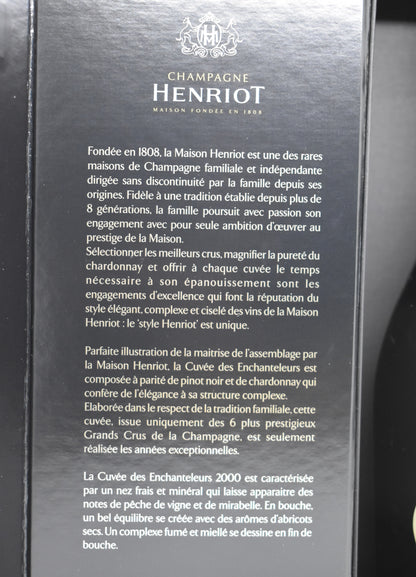 CHAMPAGNE
HENRIOT
MAISON FONDÉE EN 1808
Fondée en 1808, la Maison Henriot est une des rares
maisons de Champagne familiale et indépendante
dirigée sans discontinuité par la famille depuis ses
origines. Fidèle à une tradition établie depuis plus de
8 générations, la famille poursuit avec passion son
engagement avec pour seule ambition d'œuvrer au
prestige de la Maison.
Sélectionner les meilleurs crus, magnifier la pureté du
chardonnay et offrir à chaque cuvée le temps
nécessaire à son épanouissement sont les
engagements d'excellence qui font la réputation du
style élégant, complexe et ciselé des vins de la Maison
Henriot : le 'style Henriot' est unique.
Parfaite illustration de la maitrise de l'assemblage par
la Maison Henriot, la Cuvée des Enchanteleurs est
composée à parité de pinot noir et de chardonnay qui
confère de l'élégance à sa structure complexe.
Elaborée dans le respect de la tradition familiale, cette
cuvée, issue uniquement des 6 plus prestigieux
Grands Crus de la Champagne, est seulement
réalisée les années exceptionnelles.
La Cuvée des Enchanteleurs 2000 est caractérisée
par un nez frais et minéral qui laisse apparaitre des
notes de pêche de vigne et de mirabelle. En bouche,
un bel équilibre se créée avec des arômes d'abricots
secs. Un complexe fumé et miellé se dessine en fin de
bouche.